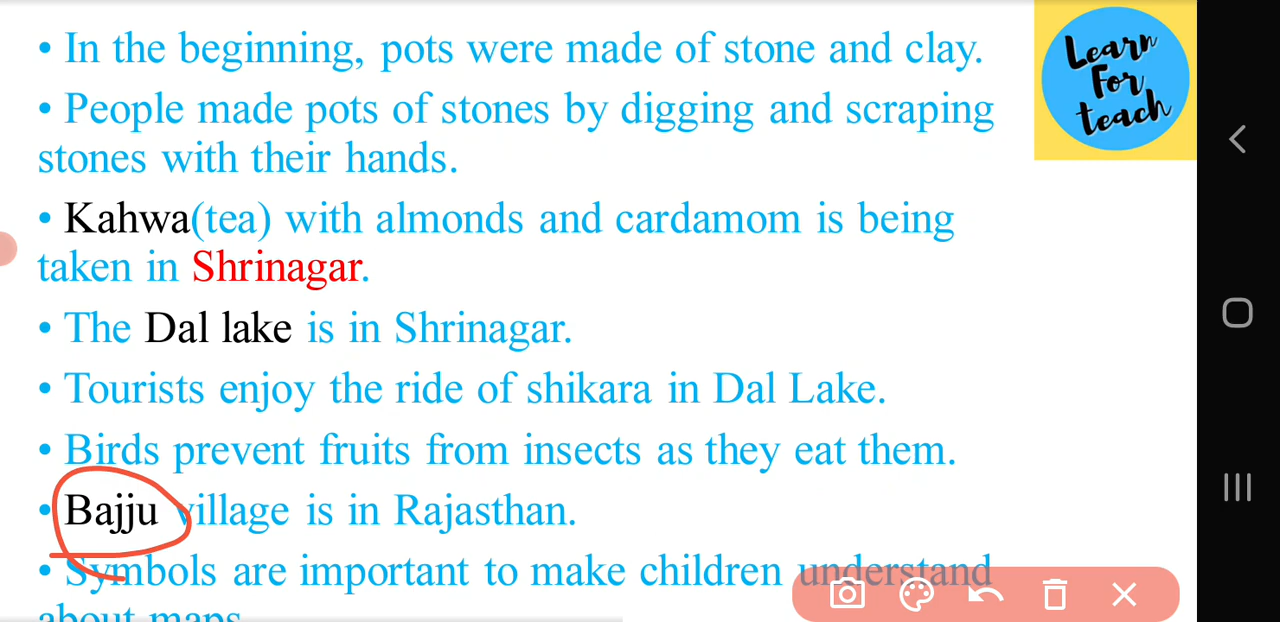 • In the beginning, pots were made of stone and clay.
• People made pots of stones by digging and scraping
stones with their hands.
• Kahwa(tea) with almonds and cardamom is being
taken in Shrinagar.
• The Dal lake is in Shrinagar.
• Tourists enjoy the ride of shikara in Dal Lake.
• Birds prevent fruits from insects as they eat them.
• Bajju village is in Rajasthan.
• Symbols are important to make children understand
about maps.
Learn
For
teach